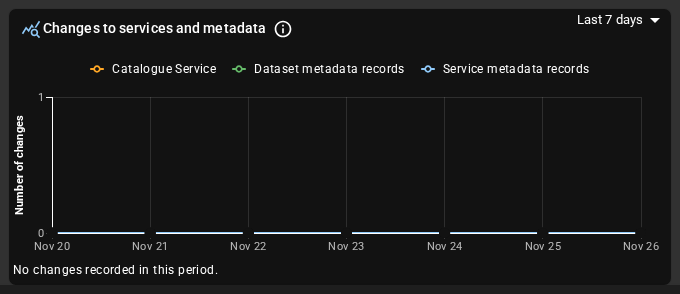 Changes to services and metadata
Last 7 days
Catalogue Service
Dataset metadata records
Service metadata records
Number of changes
1
0
Nov 20
Nov 21
Nov 22
Nov 23
Nov 24
Nov 25
Nov 26
No changes recorded in this period.